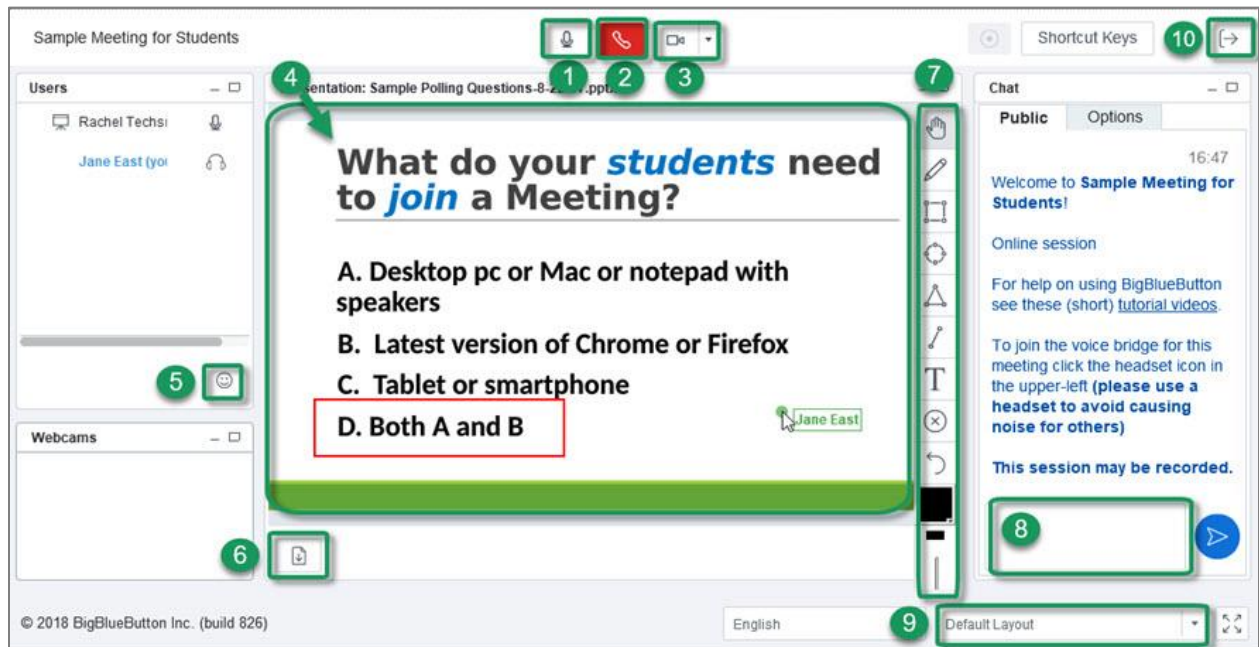 Sample Meeting for Students
1
2
3
Shortcut Keys
10
Users
Rachel Techs
Jane East (you
5
Webcams
6
4
entation: Sample Polling Questions-8-2
.ppt
7
What do your students need
to join a Meeting?
A. Desktop pc or Mac or notepad with
speakers
B. Latest version of Chrome or Firefox
C. Tablet or smartphone
D. Both A and B
Jane East
T
Chat
Public
Options
16:47
Welcome to Sample Meeting for
Students!
Online session
For help on using BigBlueButton
see these (short) tutorial videos.
To join the voice bridge for this
meeting click the headset icon in
the upper-left (please use a
headset to avoid causing
noise for others)
This session may be recorded.
8
© 2018 BigBlueButton Inc. (build 826)
English
9
Default Layout